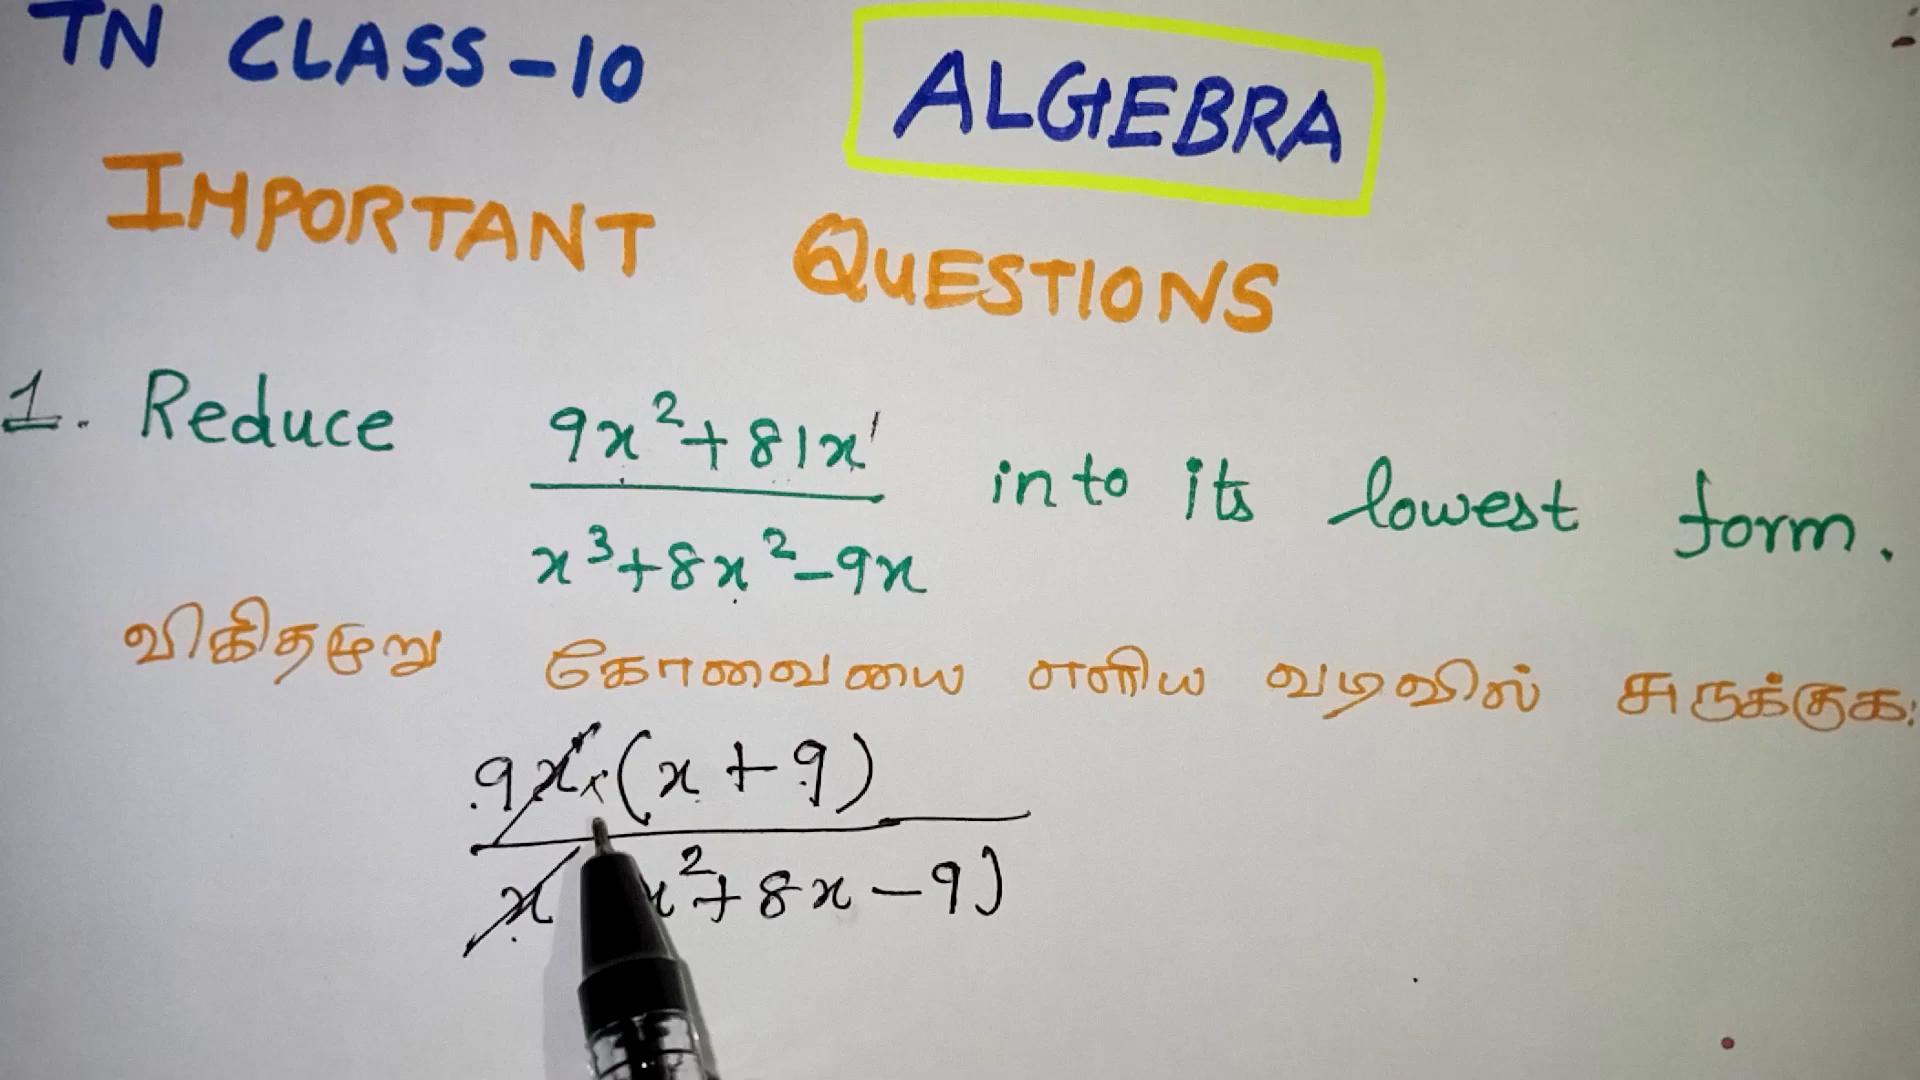 TN CLASS-10 ALGEBRA
IMPORTANT QUESTIONS
1. Reduce 9x²+81x' / x³+8x²-9x into its lowest form.
விகிதமுறு கோவையை எளிய வடிவில் சுருக்குக:
9x (x+9)
x x²+8x-9)